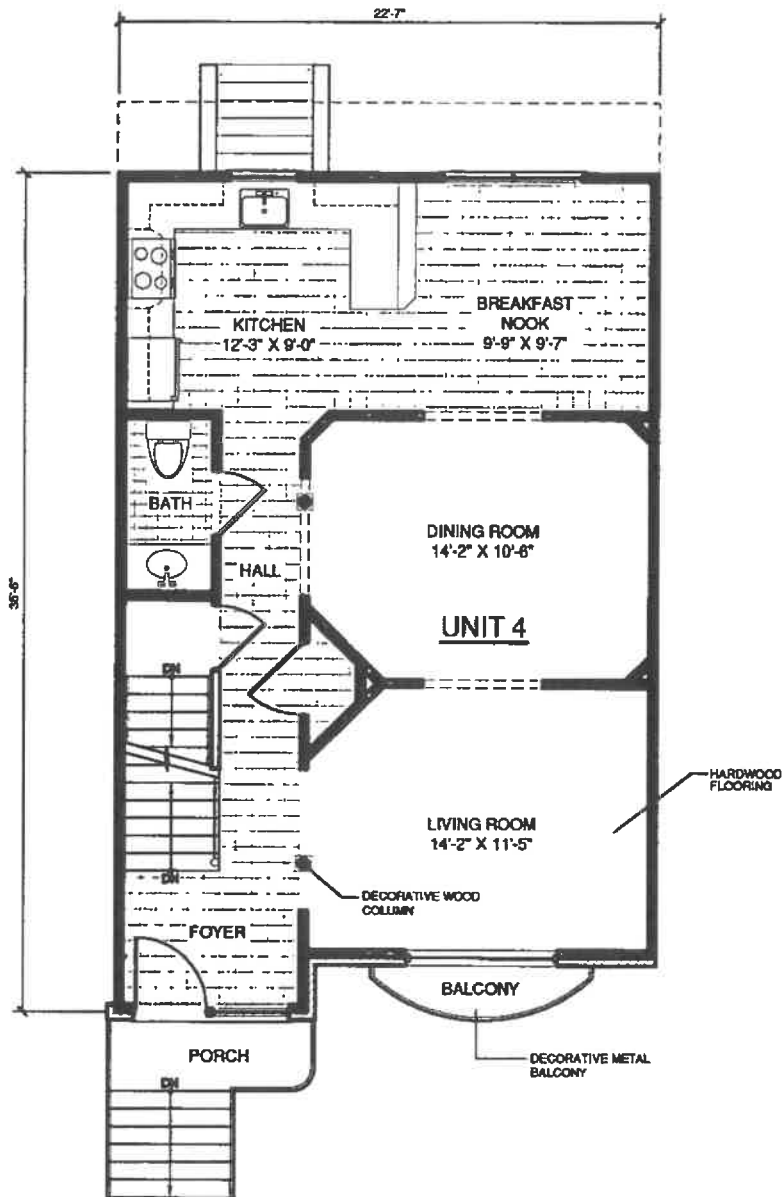 22'-7"
KITCHEN
12'-3" X 9'-0"
BREAKFAST
NOOK
9'-9" X 9'-7"
BATH
DINING ROOM
14'-2" X 10'-6"
HALL
UNIT 4
DN
HARDWOOD
FLOORING
LIVING ROOM
14'-2" X 11'-5"
DN
DECORATIVE WOOD
COLUMN
FOYER
BALCONY
PORCH
DECORATIVE METAL
BALCONY
DN